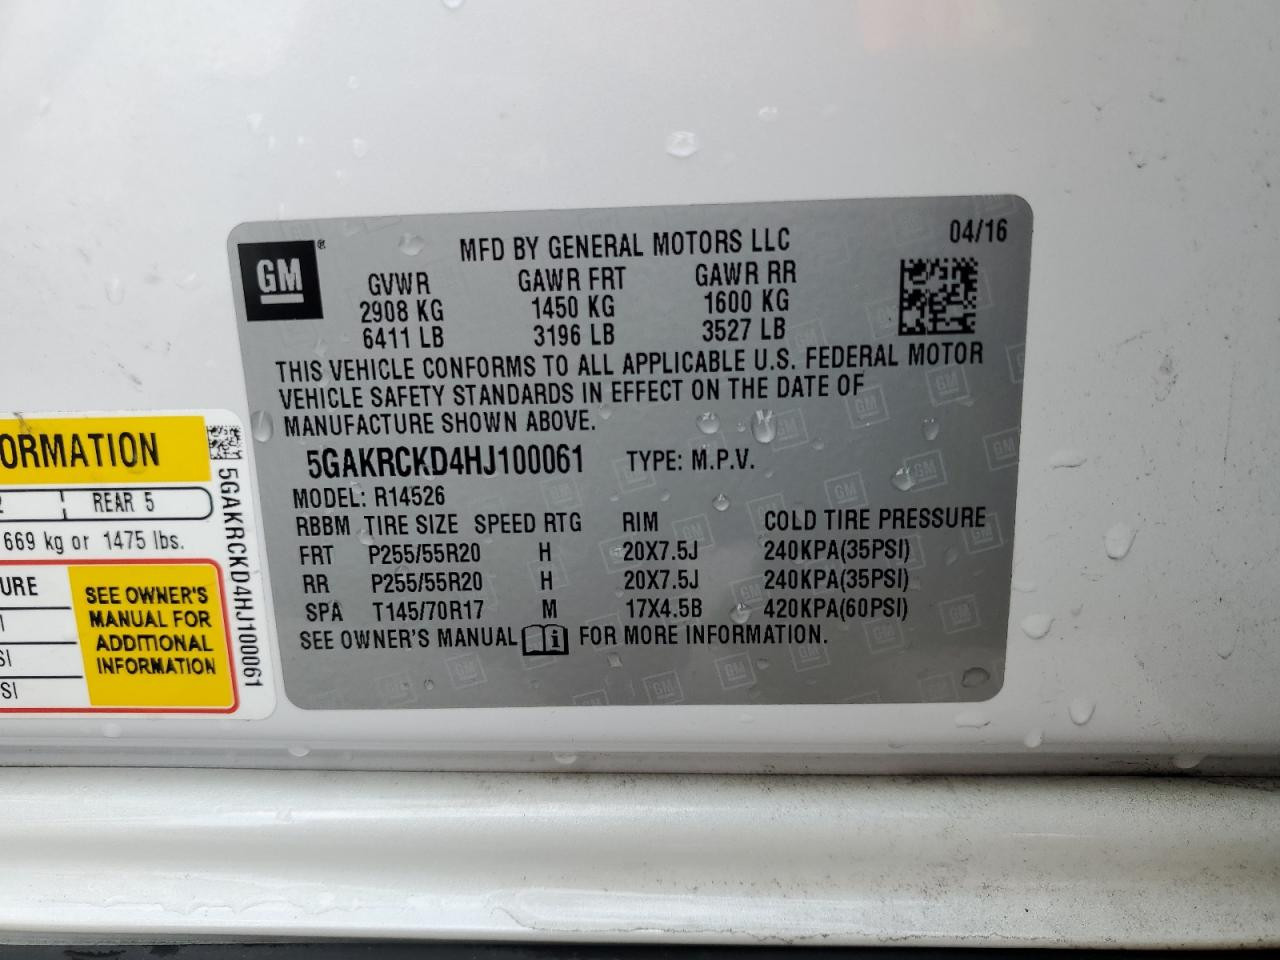 GM®
MFD BY GENERAL MOTORS LLC
04/16
GVWR GAWR FRT GAWR RR
2908 KG 1450 KG 1600 KG
6411 LB 3196 LB 3527 LB
THIS VEHICLE CONFORMS TO ALL APPLICABLE U.S. FEDERAL MOTOR
VEHICLE SAFETY STANDARDS IN EFFECT ON THE DATE OF
MANUFACTURE SHOWN ABOVE.
5GAKRCKD4HJ100061 TYPE: M.P.V.
MODEL: R14526
RBBM TIRE SIZE SPEED RTG RIM COLD TIRE PRESSURE
FRT P255/55R20 H 20X7.5J 240KPA(35PSI)
RR P255/55R20 H 20X7.5J 240KPA(35PSI)
SPA T145/70R17 M 17X4.5B 420KPA(60PSI)
SEE OWNER'S MANUAL FOR MORE INFORMATION.
ORMATION
2 REAR 5
669 kg or 1475 lbs.
URE
I
SI
SI
SEE OWNER'S
MANUAL FOR
ADDITIONAL
INFORMATION
5GAKRCKD4HJ100061